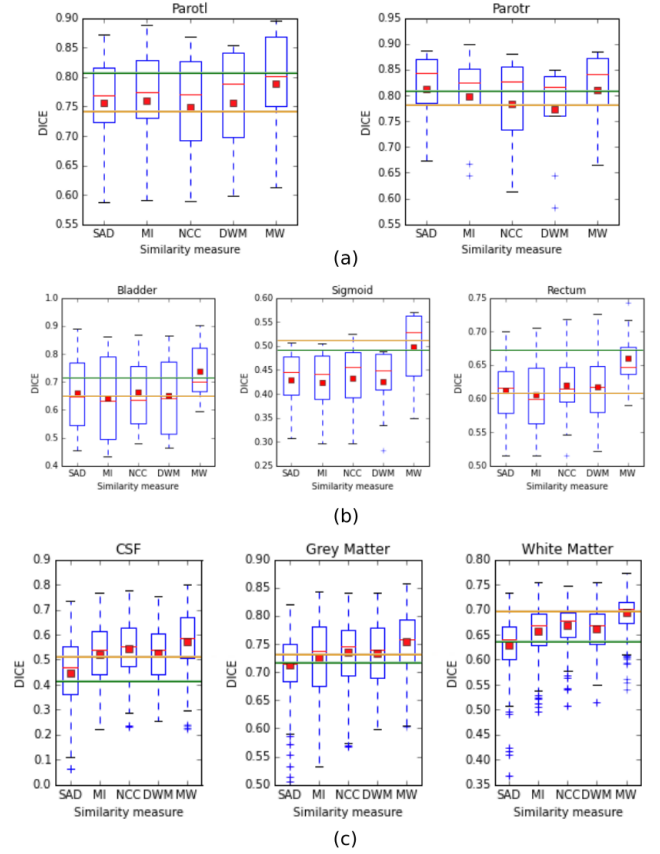 Parotl
Parotr
0.90
0.85
0.80
0.75
0.70
0.65
0.60
0.55
DICE
SAD MI NCC DWM MW
Similarity measure
0.95
0.90
0.85
0.80
0.75
0.70
0.65
0.60
0.55
DICE
SAD MI NCC DWM MW
Similarity measure
(a)
Bladder
Sigmoid
Rectum
1.0
0.9
0.8
0.7
0.6
0.5
0.4
DICE
SAD MI NCC DWM MW
Similarity measure
0.60
0.55
0.50
0.45
0.40
0.35
0.30
0.25
DICE
SAD MI NCC DWM MW
Similarity measure
0.75
0.70
0.65
0.60
0.55
0.50
DICE
SAD MI NCC DWM MW
Similarity measure
(b)
CSF
Grey Matter
White Matter
0.9
0.8
0.7
0.6
0.5
0.4
0.3
0.2
0.1
0.0
DICE
SAD MI NCC DWM MW
Similarity measure
0.90
0.85
0.80
0.75
0.70
0.65
0.60
0.55
0.50
DICE
SAD MI NCC DWM MW
Similarity measure
0.80
0.75
0.70
0.65
0.60
0.55
0.50
0.45
0.40
0.35
DICE
SAD MI NCC DWM MW
Similarity measure
(c)